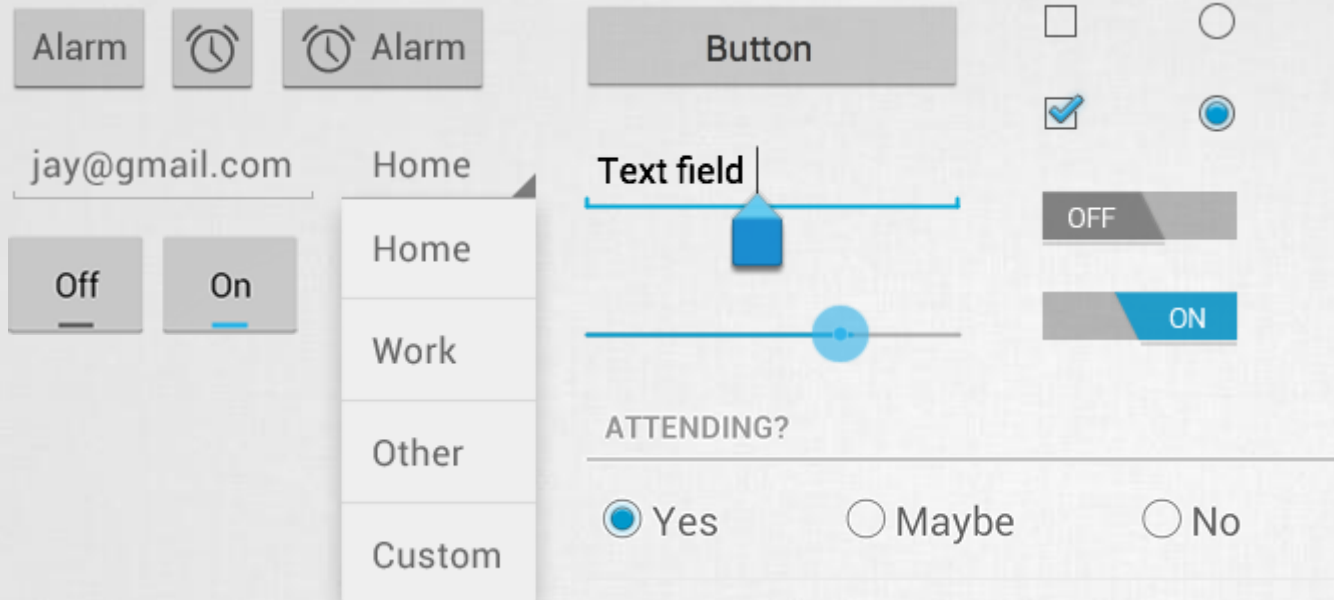 Alarm
Alarm
Button
jay@gmail.com
Home
Text field
Home
OFF
Off
On
ON
Work
ATTENDING?
Other
Yes
Maybe
No
Custom